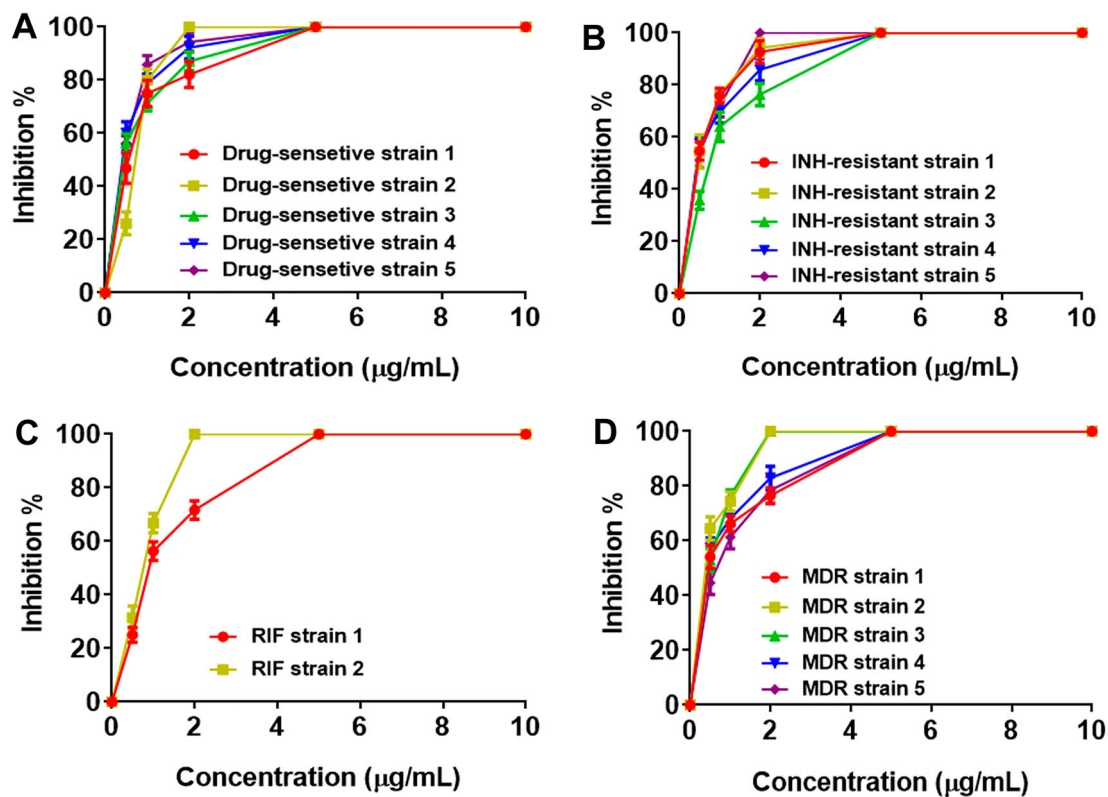 A
Inhibition %
100
80
60
40
20
0
Drug-sensetive strain 1
Drug-sensetive strain 2
Drug-sensetive strain 3
Drug-sensetive strain 4
Drug-sensetive strain 5
0 2 4 6 8 10
Concentration (μg/mL)
B
Inhibition %
100
80
60
40
20
0
INH-resistant strain 1
INH-resistant strain 2
INH-resistant strain 3
INH-resistant strain 4
INH-resistant strain 5
0 2 4 6 8 10
Concentration (μg/mL)
C
Inhibition %
100
80
60
40
20
0
RIF strain 1
RIF strain 2
0 2 4 6 8 10
Concentration (μg/mL)
D
Inhibition %
100
80
60
40
20
0
MDR strain 1
MDR strain 2
MDR strain 3
MDR strain 4
MDR strain 5
0 2 4 6 8 10
Concentration (μg/mL)